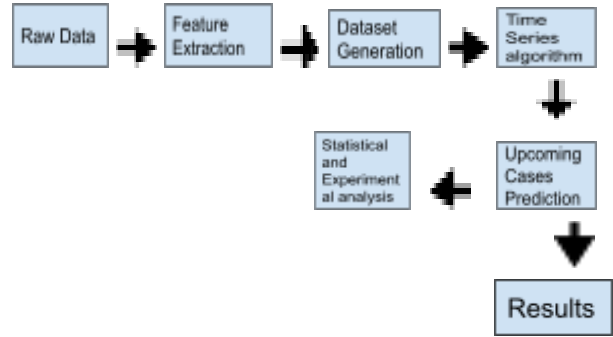 Raw Data
Feature
Extraction
Dataset
Generation
Time
Series
algorithm
Statistical
and
Experiment
al analysis
Upcoming
Cases
Prediction
Results